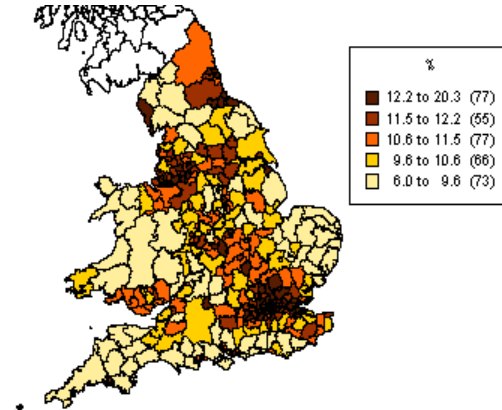 %
12.2 to 20.3 (77)
11.5 to 12.2 (55)
10.6 to 11.5 (77)
9.6 to 10.6 (66)
6.0 to 9.6 (73)